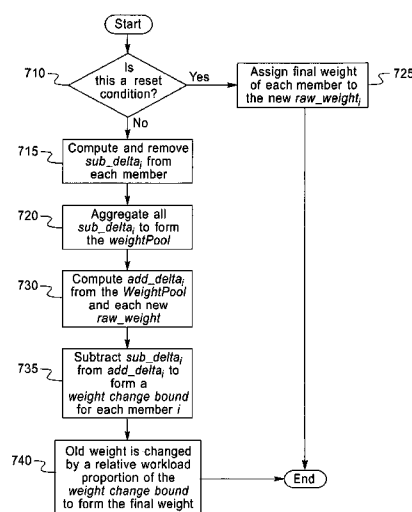 Start
710
Is
this a reset
condition?
Yes
Assign final weight
of each member to
the new raw_weightᵢ
725
No
715
Compute and remove
sub_deltaᵢ from
each member
720
Aggregate all
sub_deltaᵢ to form
the weightPool
730
Compute add_deltaᵢ
from the WeightPool
and each new
raw_weight
735
Subtract sub_deltaᵢ
from add_deltaᵢ to
form a
weight change bound
for each member i
740
Old weight is changed
by a relative workload
proportion of the
weight change bound
to form the final weight
End